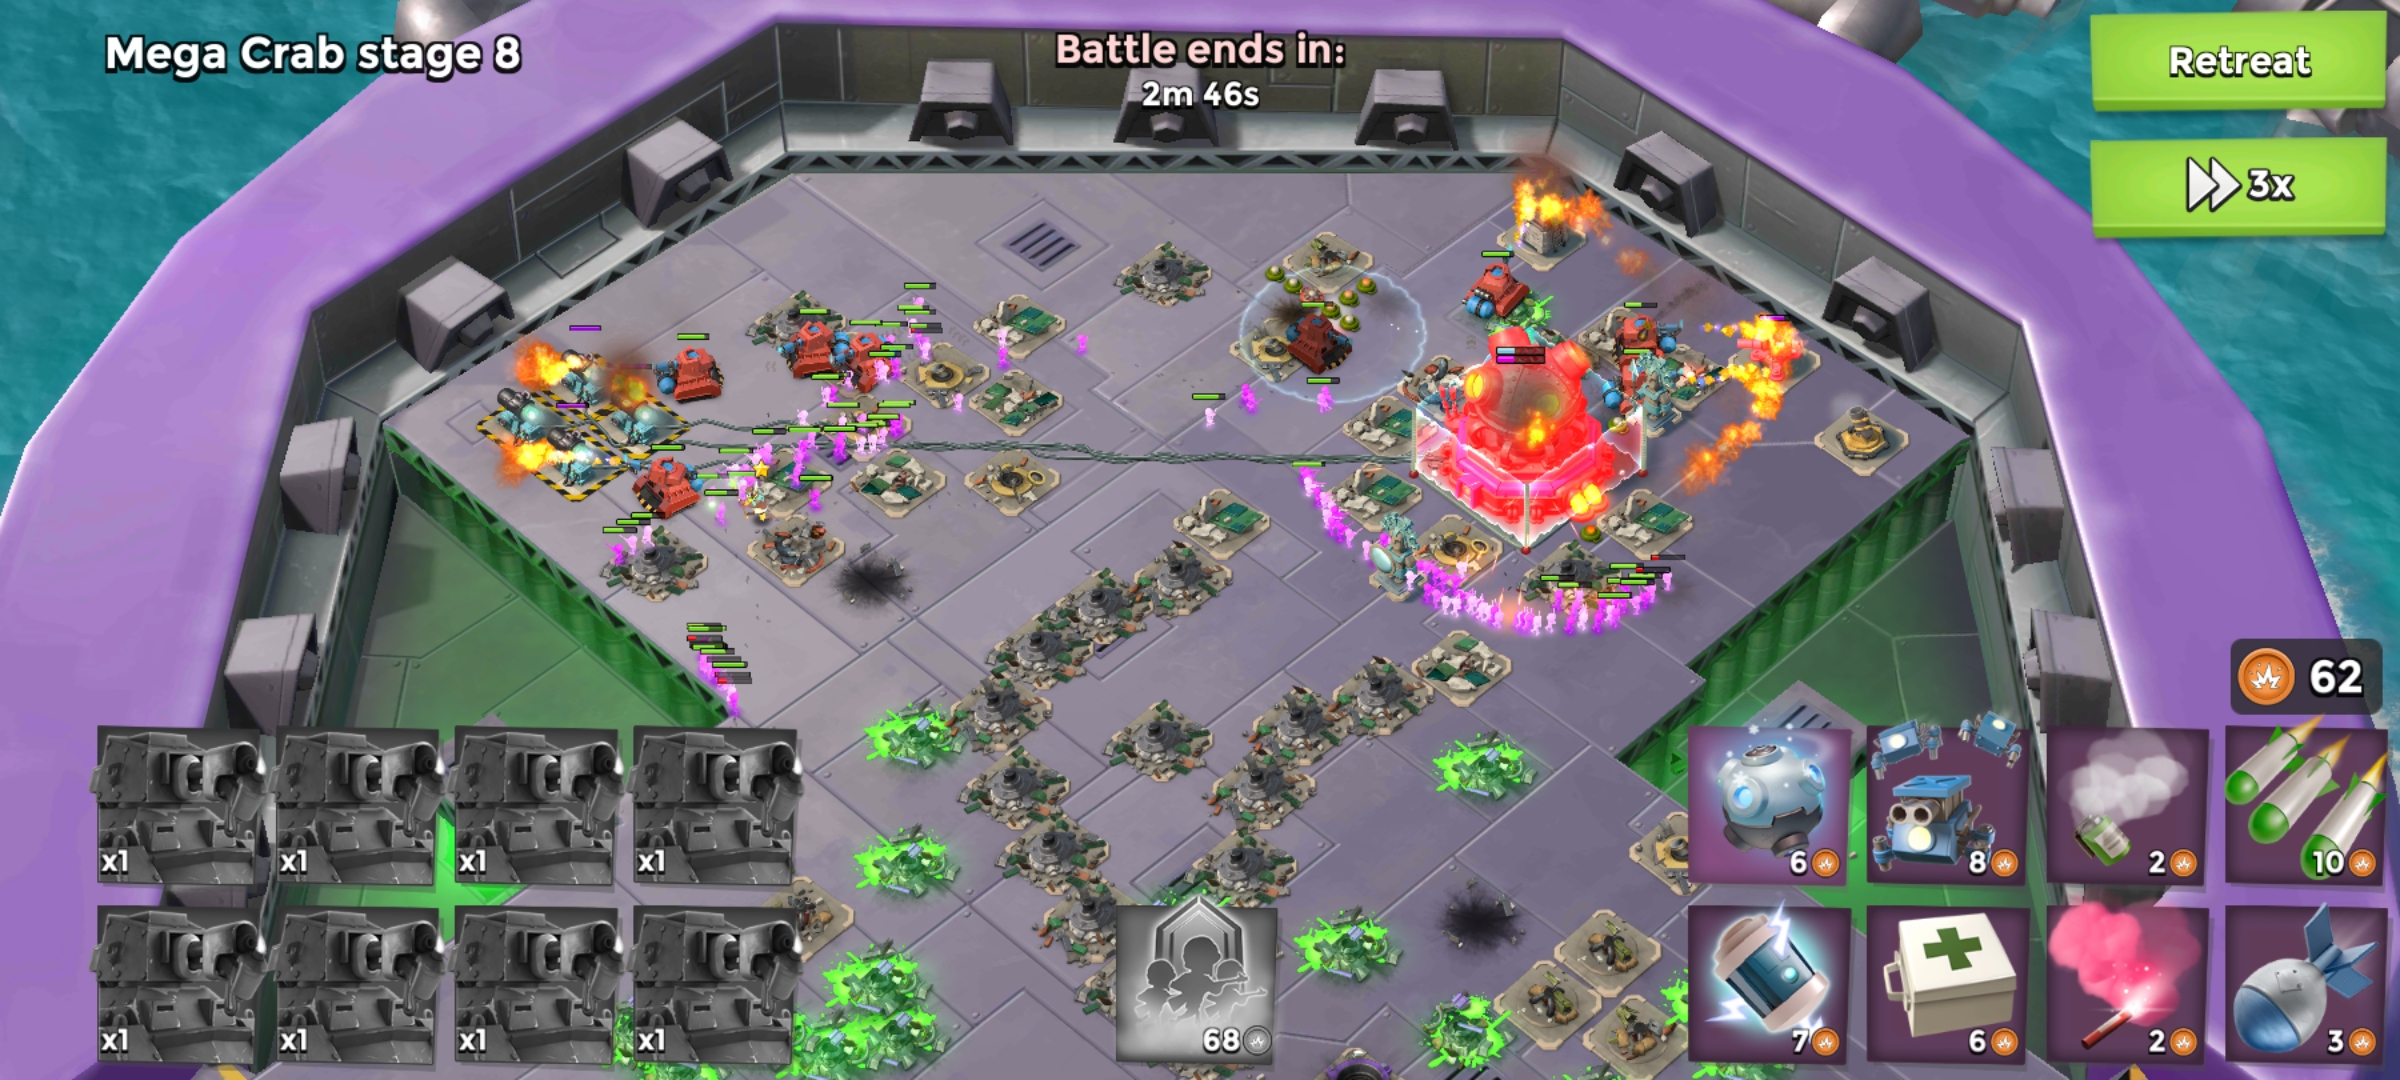 Mega Crab stage 8
Battle ends in:
2m 46s
Retreat
3x
62
x1
x1
x1
x1
6
8
2
10
x1
x1
x1
x1
68
7
6
2
3